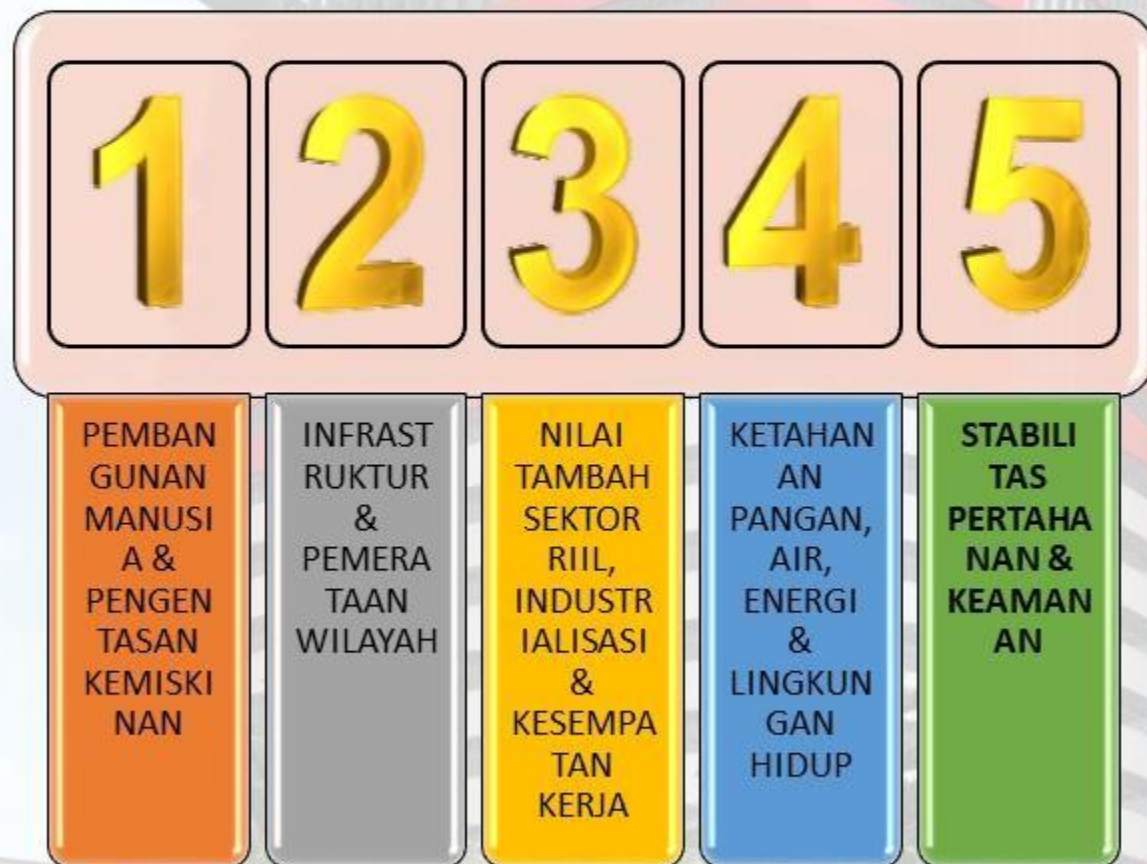 1
2
3
4
5
PEMBAN
GUNAN
MANUSI
A &
PENGEN
TASAN
KEMISKI
NAN
INFRAST
RUKTUR
&
PEMERA
TAAN
WILAYAH
NILAI
TAMBAH
SEKTOR
RIIL,
INDUSTR
IALISASI
&
KESEMPA
TAN
KERJA
KETAHAN
AN
PANGAN,
AIR,
ENERGI
&
LINGKUN
GAN
HIDUP
STABILI
TAS
PERTAHA
NAN &
KEAMAN
AN